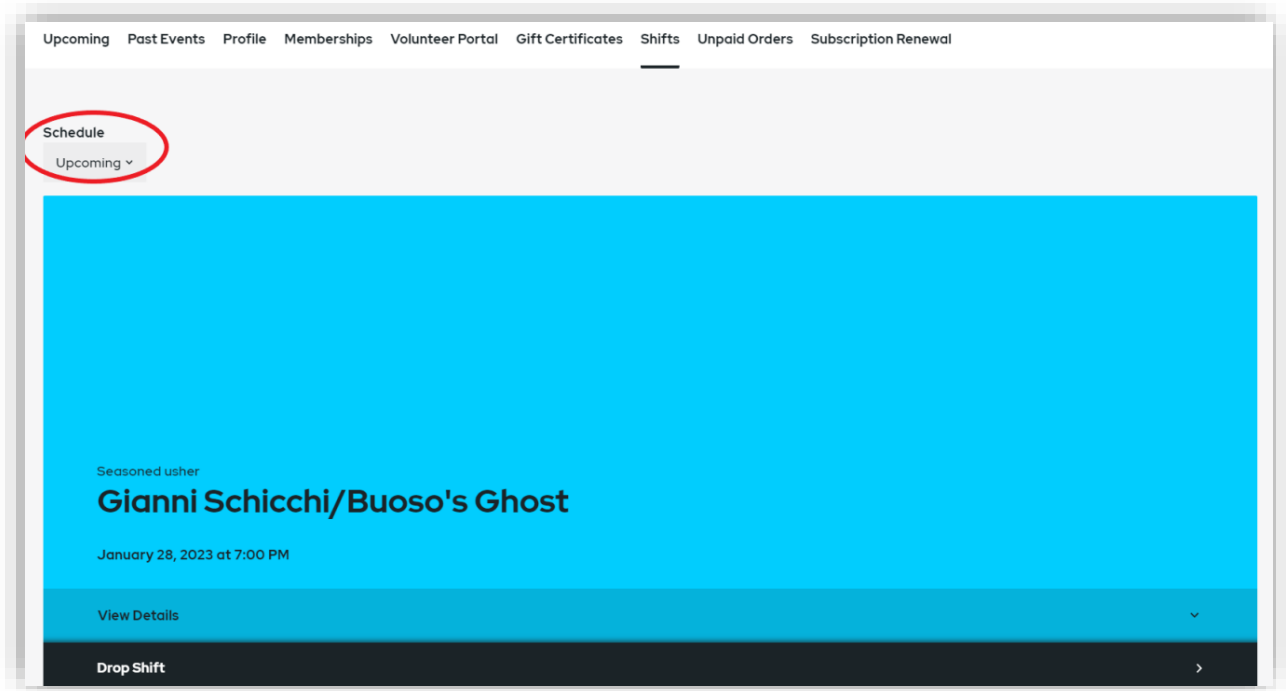 Upcoming Past Events Profile Memberships Volunteer Portal Gift Certificates Shifts Unpaid Orders Subscription Renewal
Schedule
Upcoming
Seasoned usher
Gianni Schicchi/Buoso's Ghost
January 28, 2023 at 7:00 PM
View Details
Drop Shift